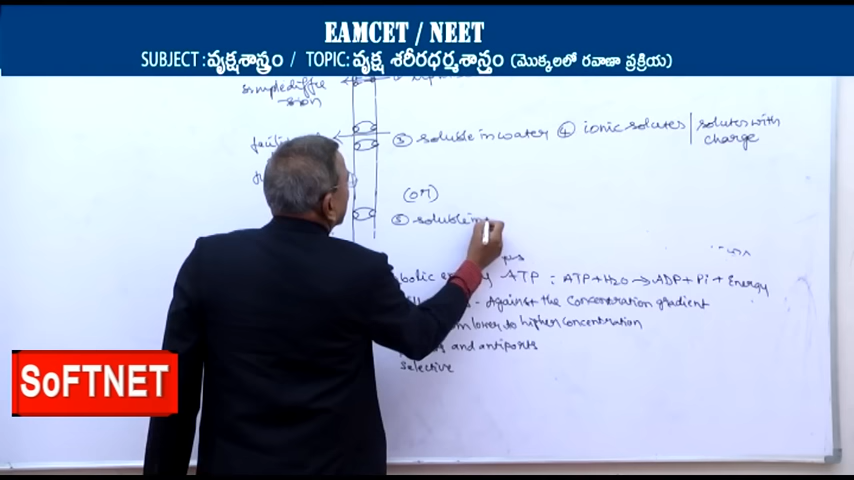 EAMCET / NEET
SUBJECT : వృక్షశాస్త్రం / TOPIC: వృక్ష శరీరధర్మశాస్త్రం (మొక్కలలో రవాణా ప్రక్రియ)
simple diffu
sion
③ soluble in water ④ ionic solutes | solutes with
charge
(or)
⑤ soluble in
ATP : ATP + H2O → ADP + Pi + Energy
- Against the Concentration gradient
lower to higher concentration
and antiports
selective
SoFTNET